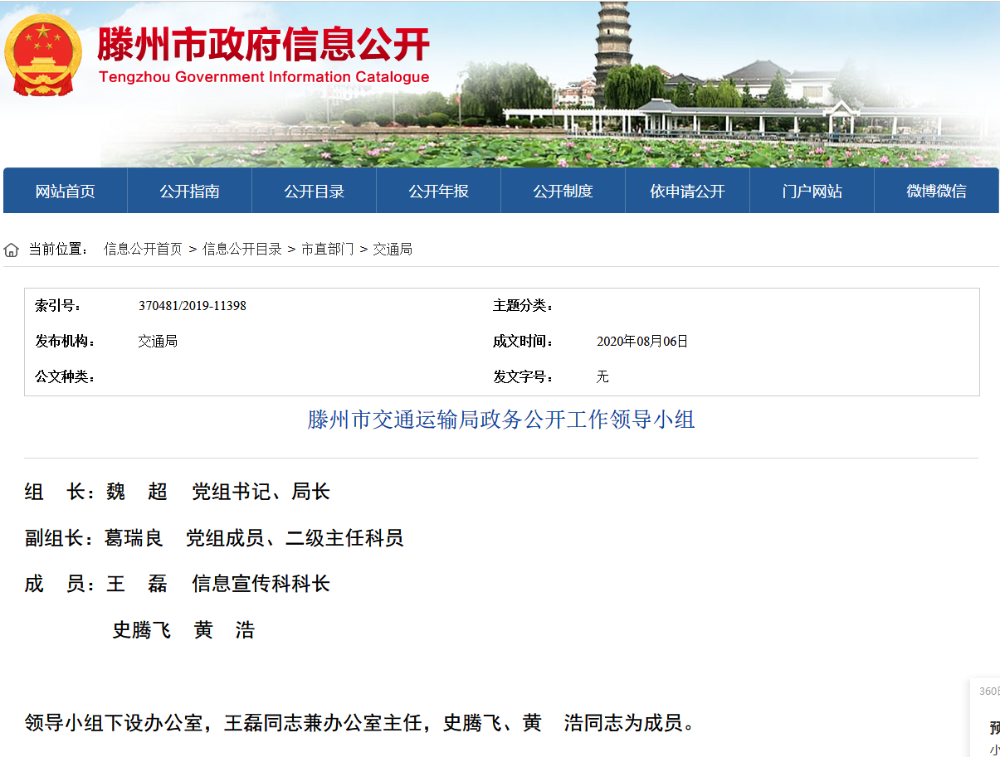 滕州市政府信息公开
Tengzhou Government Information Catalogue
网站首页 公开指南 公开目录 公开年报 公开制度 依申请公开 门户网站 微博微信
当前位置： 信息公开首页 > 信息公开目录 > 市直部门 > 交通局
索引号： 370481/2019-11398 主题分类：
发布机构： 交通局 成文时间： 2020年08月06日
公文种类： 发文字号： 无
滕州市交通运输局政务公开工作领导小组
组 长：魏 超 党组书记、局长
副组长：葛瑞良 党组成员、二级主任科员
成 员：王 磊 信息宣传科科长
史腾飞 黄 浩
360
预
小
领导小组下设办公室，王磊同志兼办公室主任，史腾飞、黄 浩同志为成员。